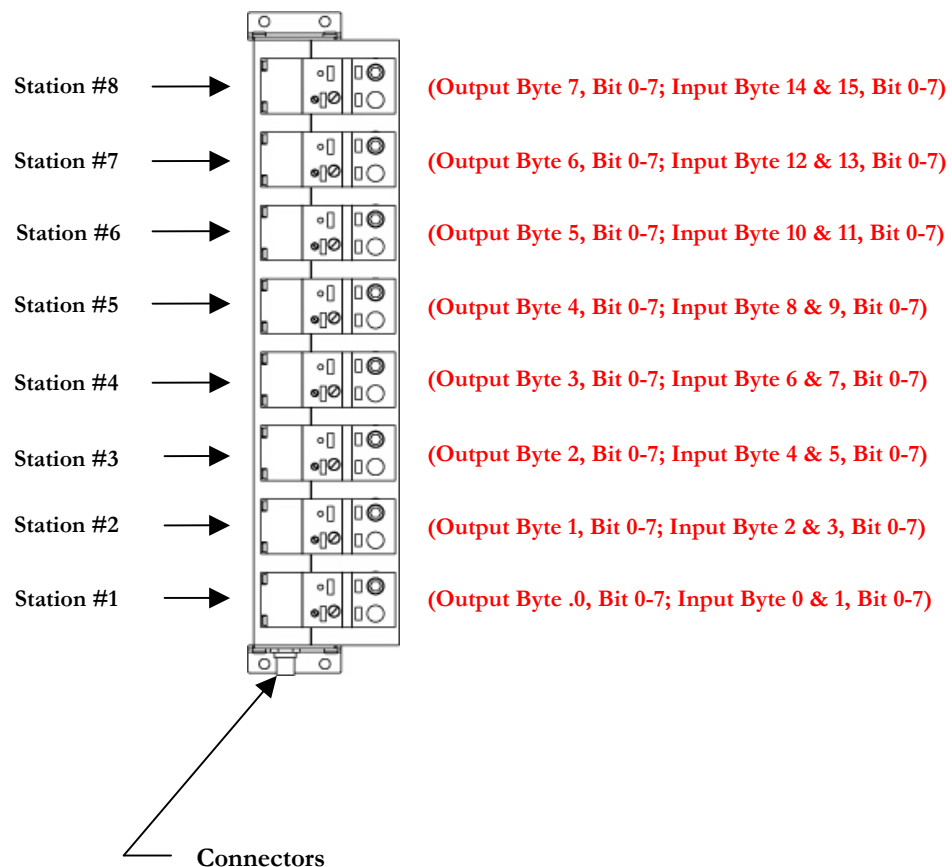 Station #8 (Output Byte 7, Bit 0-7; Input Byte 14 & 15, Bit 0-7)
Station #7 (Output Byte 6, Bit 0-7; Input Byte 12 & 13, Bit 0-7)
Station #6 (Output Byte 5, Bit 0-7; Input Byte 10 & 11, Bit 0-7)
Station #5 (Output Byte 4, Bit 0-7; Input Byte 8 & 9, Bit 0-7)
Station #4 (Output Byte 3, Bit 0-7; Input Byte 6 & 7, Bit 0-7)
Station #3 (Output Byte 2, Bit 0-7; Input Byte 4 & 5, Bit 0-7)
Station #2 (Output Byte 1, Bit 0-7; Input Byte 2 & 3, Bit 0-7)
Station #1 (Output Byte .0, Bit 0-7; Input Byte 0 & 1, Bit 0-7)
Connectors